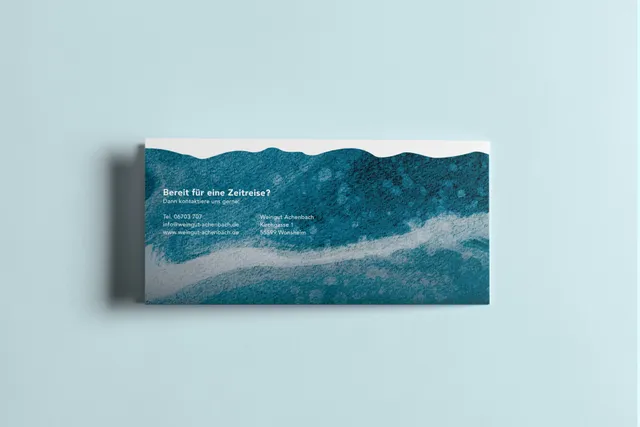 Bereit für eine Zeitreise?
Dann kontaktiere uns gerne:
Tel. 06703 707
info@weingut-achenbach.de
www.weingut-achenbach.de
Weingut Achenbach
Kirchgasse 1
55599 Wonsheim